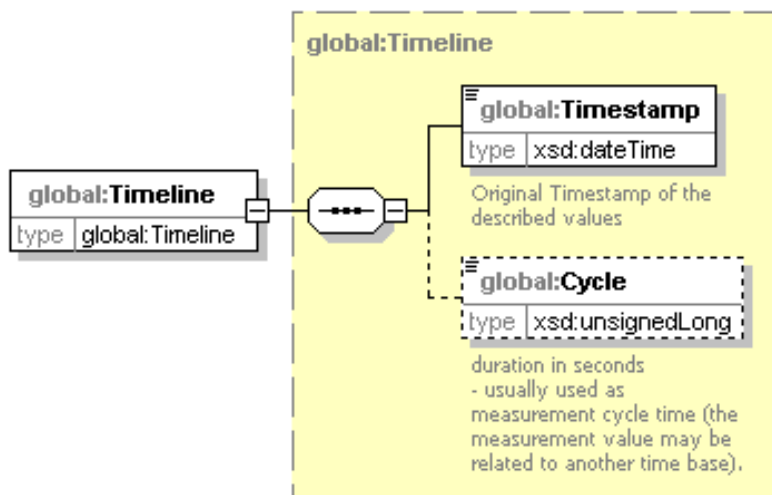 global:Timeline
global:Timestamp
type xsd:dateTime
Original Timestamp of the
described values
global:Timeline
type global:Timeline
global:Cycle
type xsd:unsignedLong
duration in seconds
- usually used as
measurement cycle time (the
measurement value may be
related to another time base).